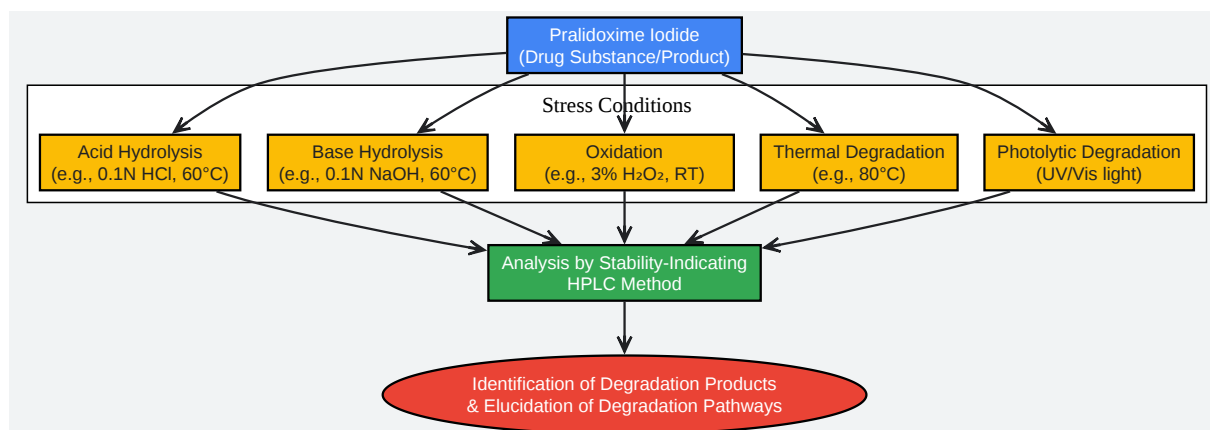 Pralidoxime Iodide
(Drug Substance/Product)
Stress Conditions
Acid Hydrolysis
(e.g., 0.1N HCl, 60°C)
Base Hydrolysis
(e.g., 0.1N NaOH, 60°C)
Oxidation
(e.g., 3% H₂O₂, RT)
Thermal Degradation
(e.g., 80°C)
Photolytic Degradation
(UV/Vis light)
Analysis by Stability-Indicating
HPLC Method
Identification of Degradation Products
& Elucidation of Degradation Pathways